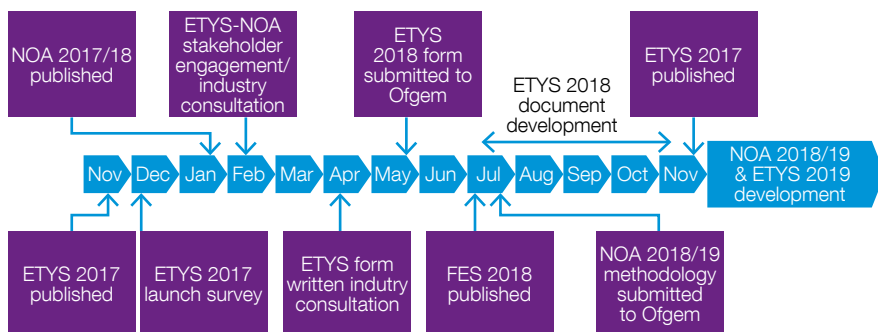 NOA 2017/18
published
ETYS-NOA
stakeholder
engagement/
industry
consultation
ETYS
2018 form
submitted to
Ofgem
ETYS 2018
document
development
ETYS 2017
published
Nov
Dec
Jan
Feb
Mar
Apr
May
Jun
Jul
Aug
Sep
Oct
Nov
NOA 2018/19
& ETYS 2019
development
ETYS 2017
published
ETYS 2017
launch survey
ETYS form
written indutry
consultation
FES 2018
published
NOA 2018/19
methodology
submitted
to Ofgem